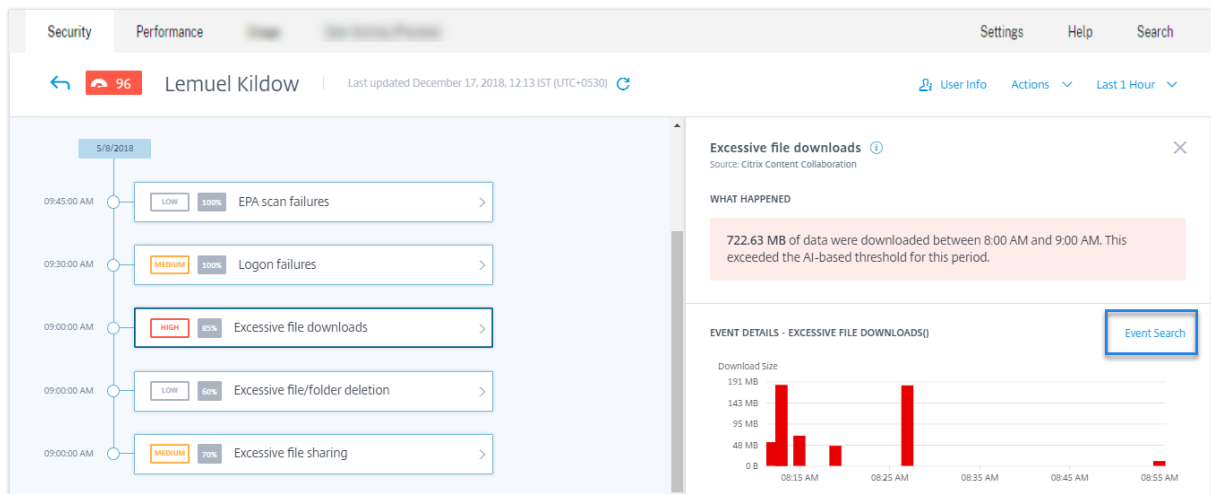 Security Performance Settings Help Search
96 Lemuel Kildow Last updated December 17, 2018, 12:13 IST (UTC+0530) User Info Actions Last 1 Hour
5/8/2018
09:45:00 AM LOW 100% EPA scan failures
09:30:00 AM MEDIUM 100% Logon failures
09:00:00 AM HIGH 85% Excessive file downloads
09:00:00 AM LOW 60% Excessive file/folder deletion
09:00:00 AM MEDIUM 70% Excessive file sharing
Excessive file downloads
Source: Citrix Content Collaboration
WHAT HAPPENED
722.63 MB of data were downloaded between 8:00 AM and 9:00 AM. This
exceeded the AI-based threshold for this period.
EVENT DETAILS - EXCESSIVE FILE DOWNLOADS() Event Search
Download Size
191 MB
143 MB
95 MB
48 MB
0 B
08:15 AM 08:25 AM 08:35 AM 08:45 AM 08:55 AM